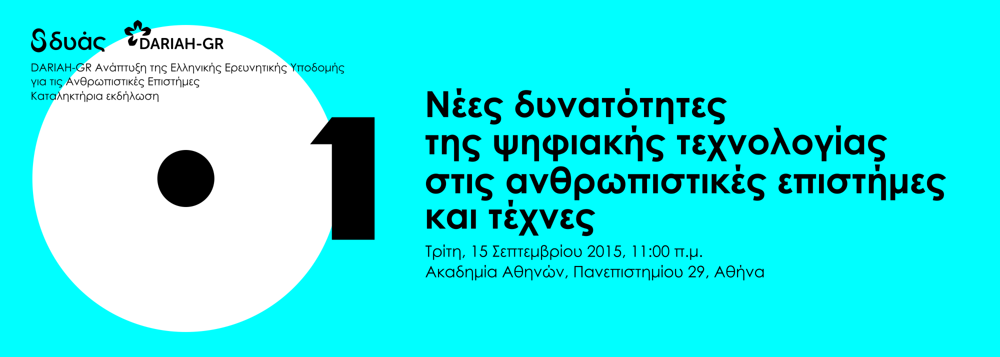 δυάς DARIAH-GR
DARIAH-GR Ανάπτυξη της Ελληνικής Ερευνητικής Υποδομής
για τις Ανθρωπιστικές Επιστήμες
Καταληκτήρια εκδήλωση
1
Νέες δυνατότητες
της ψηφιακής τεχνολογίας
στις ανθρωπιστικές επιστήμες
και τέχνες
Τρίτη, 15 Σεπτεμβρίου 2015, 11:00 π.μ.
Ακαδημία Αθηνών, Πανεπιστημίου 29, Αθήνα